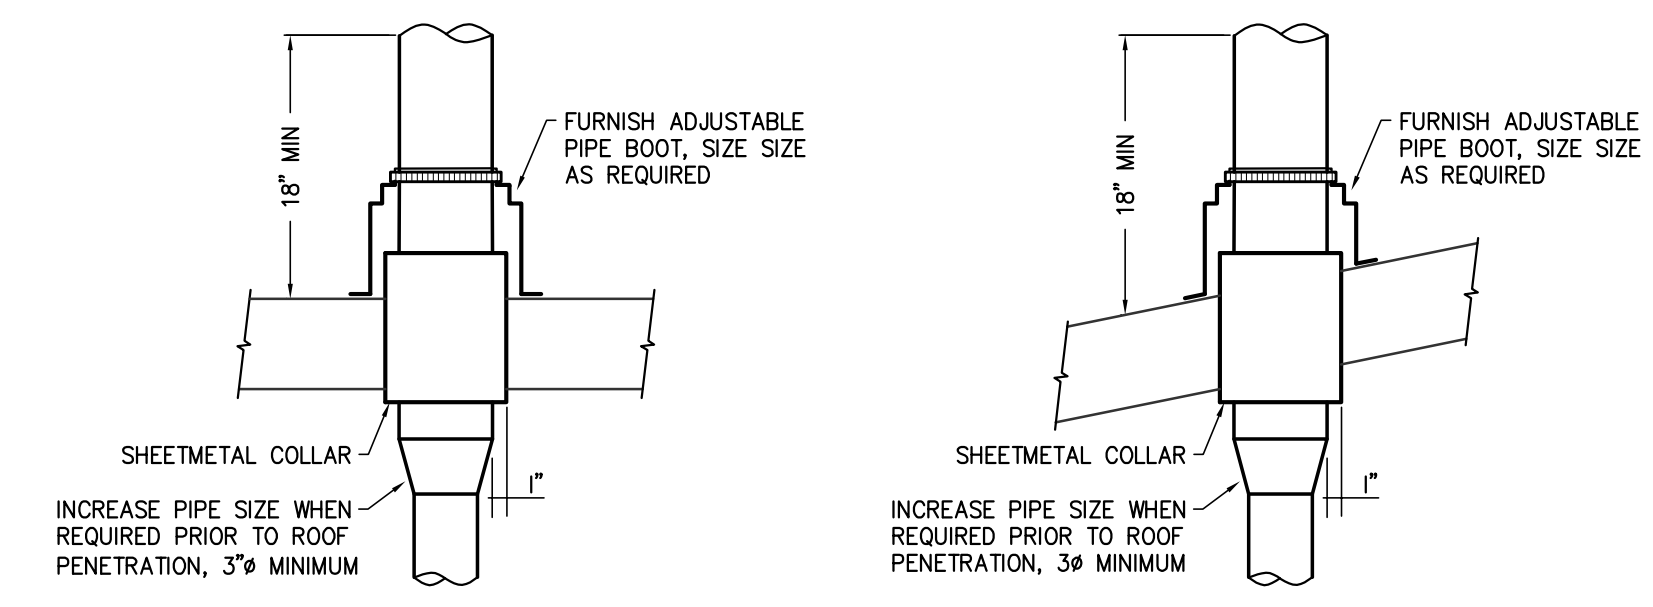 18" MIN
FURNISH ADJUSTABLE
PIPE BOOT, SIZE SIZE
AS REQUIRED
SHEETMETAL COLLAR
1"
INCREASE PIPE SIZE WHEN
REQUIRED PRIOR TO ROOF
PENETRATION, 3"ø MINIMUM
18" MIN
FURNISH ADJUSTABLE
PIPE BOOT, SIZE SIZE
AS REQUIRED
SHEETMETAL COLLAR
1"
INCREASE PIPE SIZE WHEN
REQUIRED PRIOR TO ROOF
PENETRATION, 3ø MINIMUM